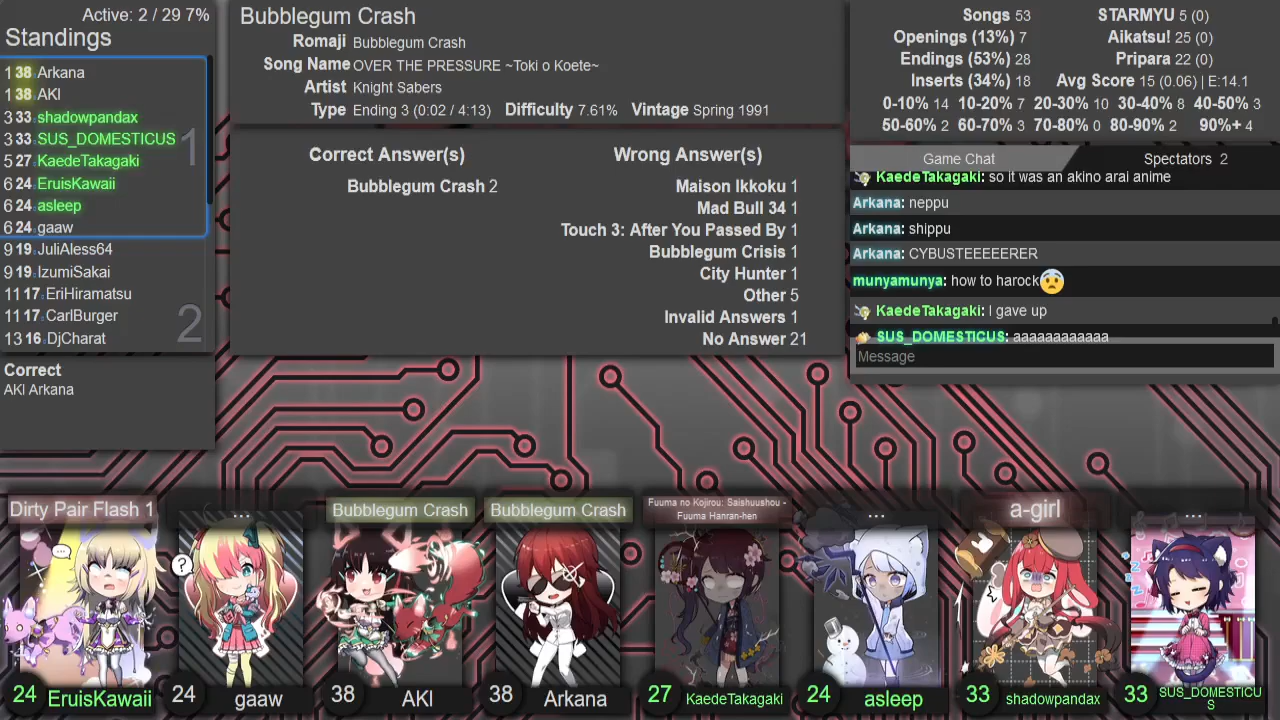 Active: 2 / 29 7%
Standings
1 38 Arkana
1 38 AKI
3 33 shadowpandax
3 33 SUS_DOMESTICUS
1
5 27 KaedeTakagaki
6 24 EruisKawaii
6 24 asleep
6 24 gaaw
9 19 JuliAless64
9 19 IzumiSakai
11 17 EriHiramatsu
11 17 CarlBurger
2
13 16 DjCharat
Correct
AKI Arkana
Bubblegum Crash
Romaji Bubblegum Crash
Song Name OVER THE PRESSURE ~Toki o Koete~
Artist Knight Sabers
Type Ending 3 (0:02 / 4:13) Difficulty 7.61% Vintage Spring 1991
Correct Answer(s)
Bubblegum Crash 2
Wrong Answer(s)
Maison Ikkoku 1
Mad Bull 34 1
Touch 3: After You Passed By 1
Bubblegum Crisis 1
City Hunter 1
Other 5
Invalid Answers 1
No Answer 21
Songs 53 STARMYU 5 (0)
Openings (13%) 7 Aikatsu! 25 (0)
Endings (53%) 28 Pripara 22 (0)
Inserts (34%) 18 Avg Score 15 (0.06) | E:14.1
0-10% 14 10-20% 7 20-30% 10 30-40% 8 40-50% 3
50-60% 2 60-70% 3 70-80% 0 80-90% 2 90%+ 4
Game Chat Spectators 2
KaedeTakagaki: so it was an akino arai anime
Arkana: neppu
Arkana: shippu
Arkana: CYBUSTEEEEERER
munyamunya: how to harock
KaedeTakagaki: I gave up
SUS_DOMESTICUS: aaaaaaaaaaaa
Message
Dirty Pair Flash 1
...
Bubblegum Crash
Bubblegum Crash
Fuuma no Kojirou: Saishuushou -
Fuuma Hanran-hen
...
a-girl
...
?
24 EruisKawaii
24 gaaw
38 AKI
38 Arkana
27 KaedeTakagaki
24 asleep
33 shadowpandax
33 SUS_DOMESTICU
S